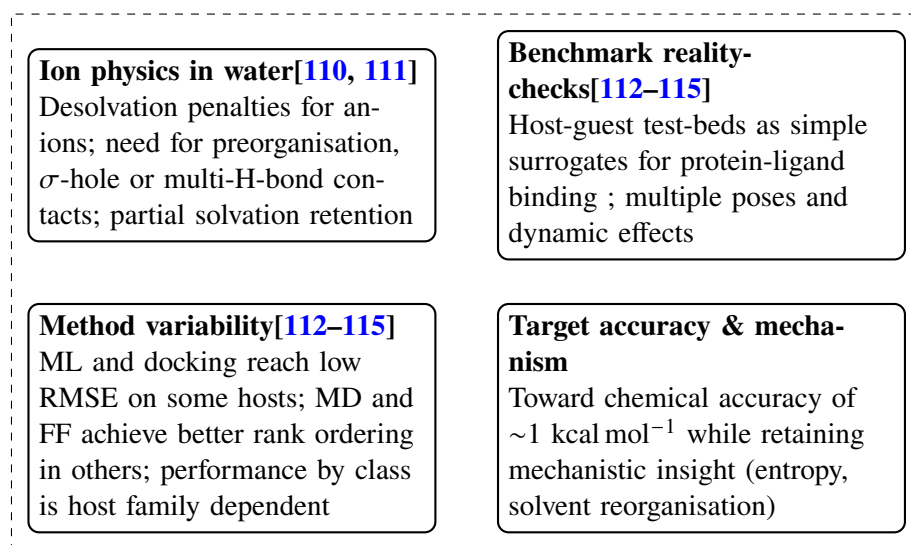 Ion physics in water[110, 111]
Desolvation penalties for an-
ions; need for preorganisation,
σ-hole or multi-H-bond con-
tacts; partial solvation retention
Benchmark reality-
checks[112–115]
Host-guest test-beds as simple
surrogates for protein-ligand
binding ; multiple poses and
dynamic effects
Method variability[112–115]
ML and docking reach low
RMSE on some hosts; MD and
FF achieve better rank ordering
in others; performance by class
is host family dependent
Target accuracy & mecha-
nism
Toward chemical accuracy of
∼1 kcal mol⁻¹ while retaining
mechanistic insight (entropy,
solvent reorganisation)